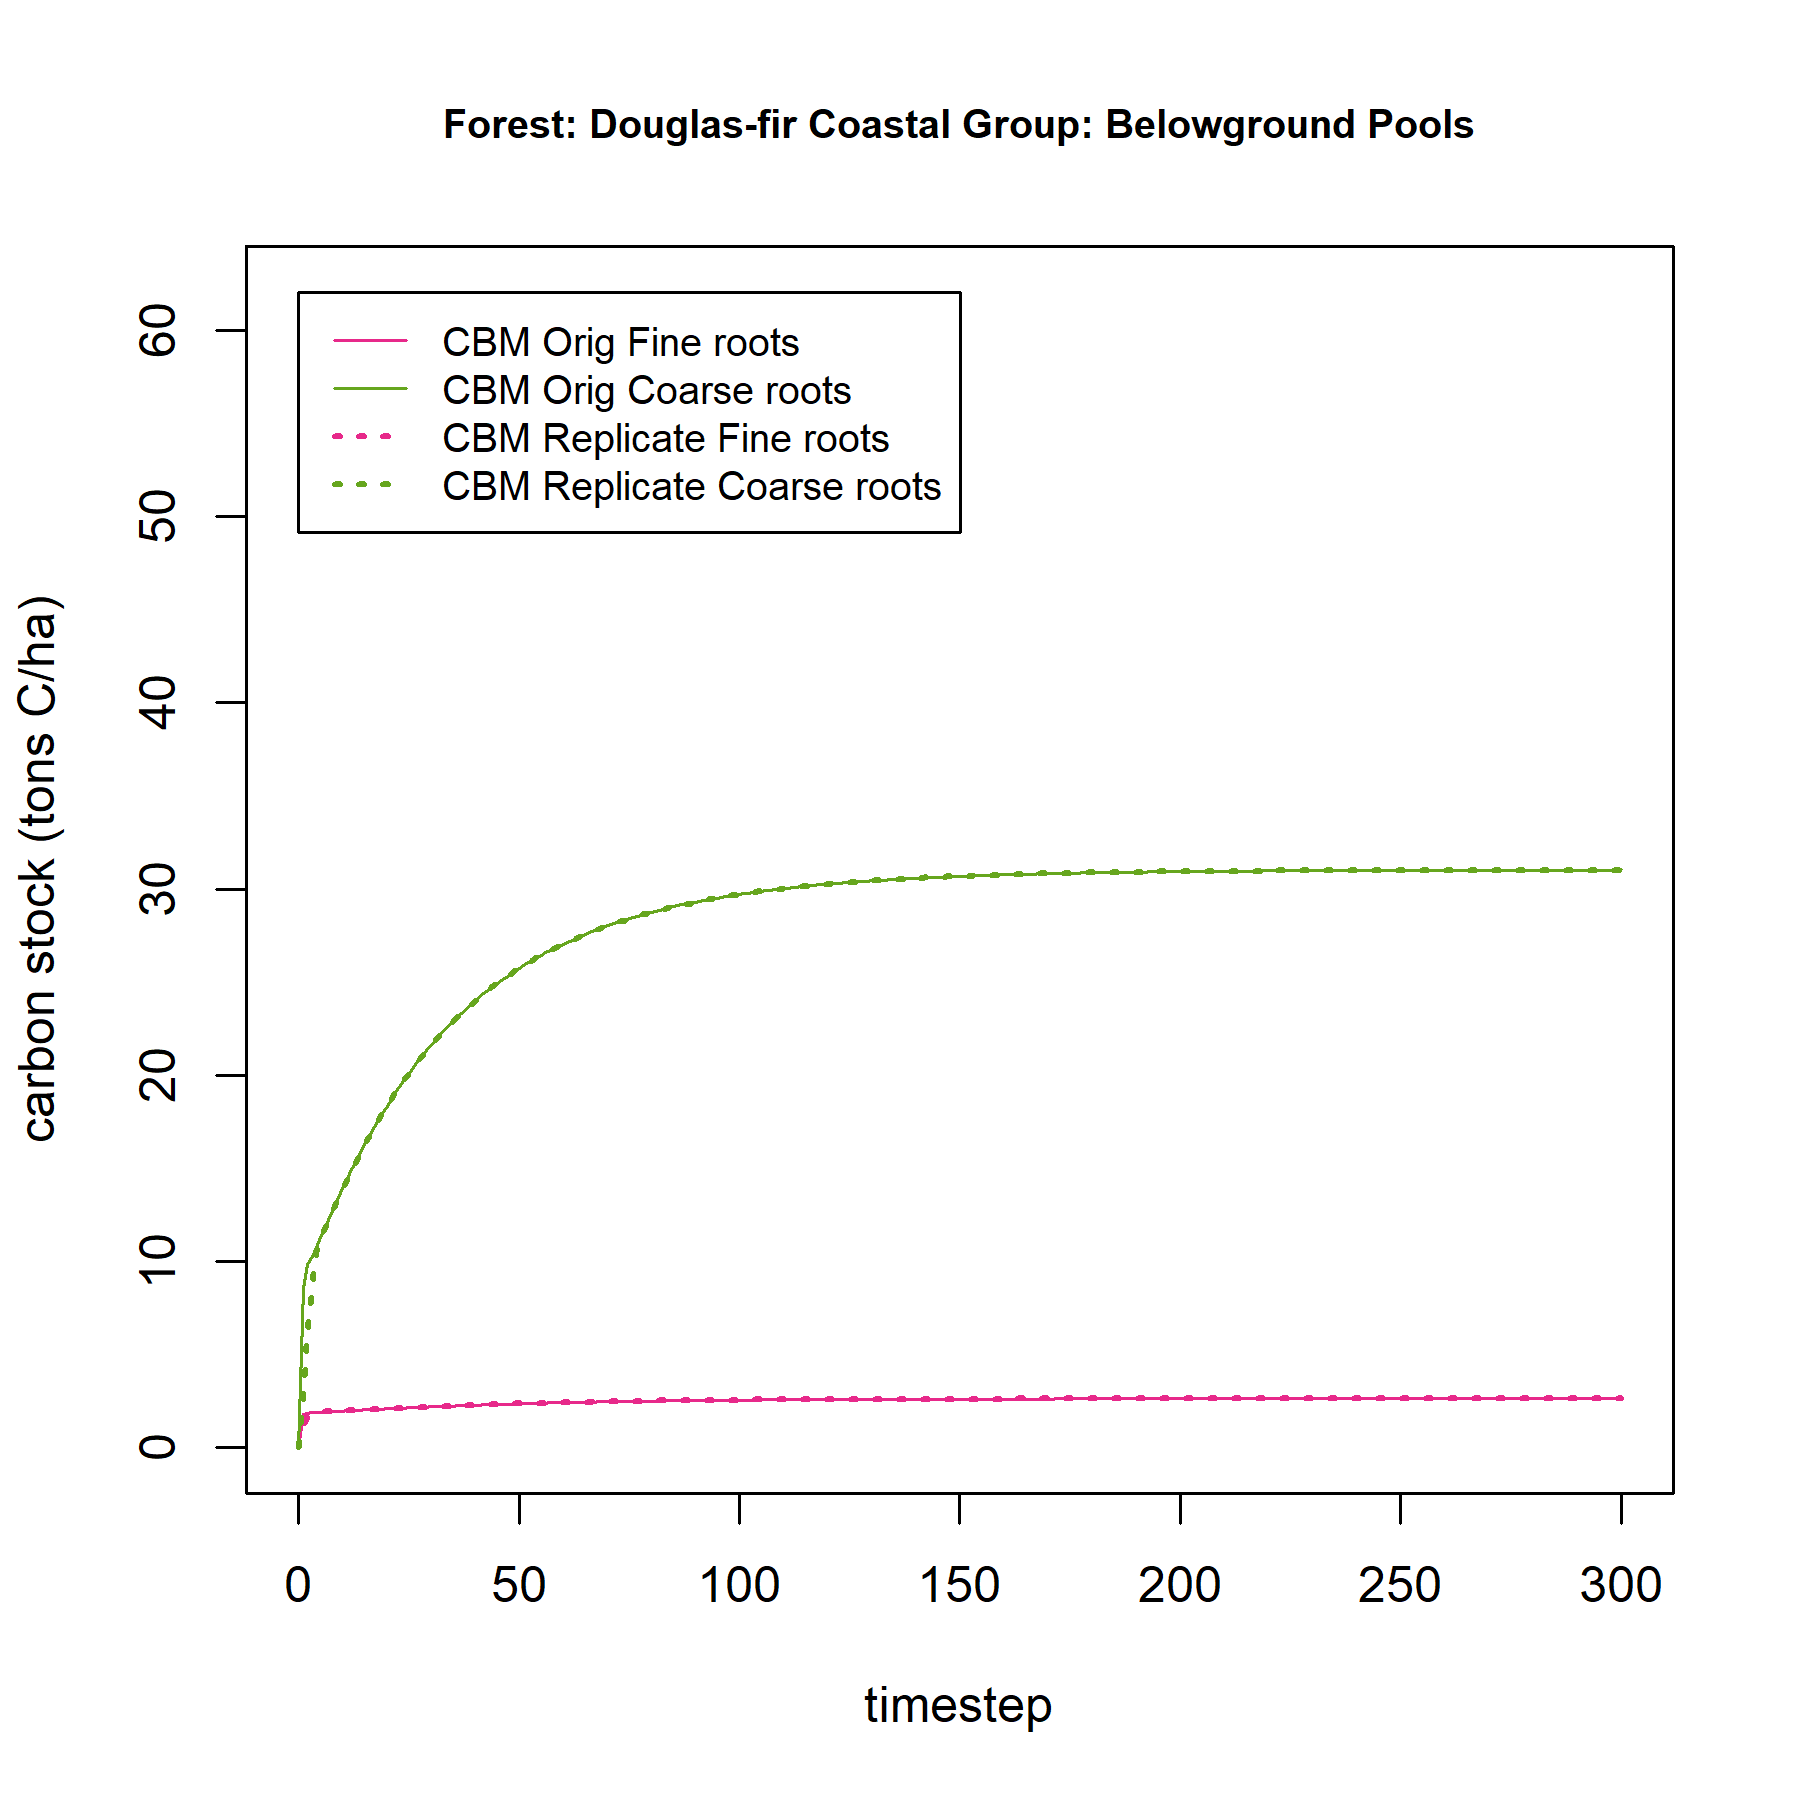 Forest: Douglas-fir Coastal Group: Belowground Pools
CBM Orig Fine roots
CBM Orig Coarse roots
CBM Replicate Fine roots
CBM Replicate Coarse roots
carbon stock (tons C/ha)
60
50
40
30
20
10
0
0 50 100 150 200 250 300
timestep